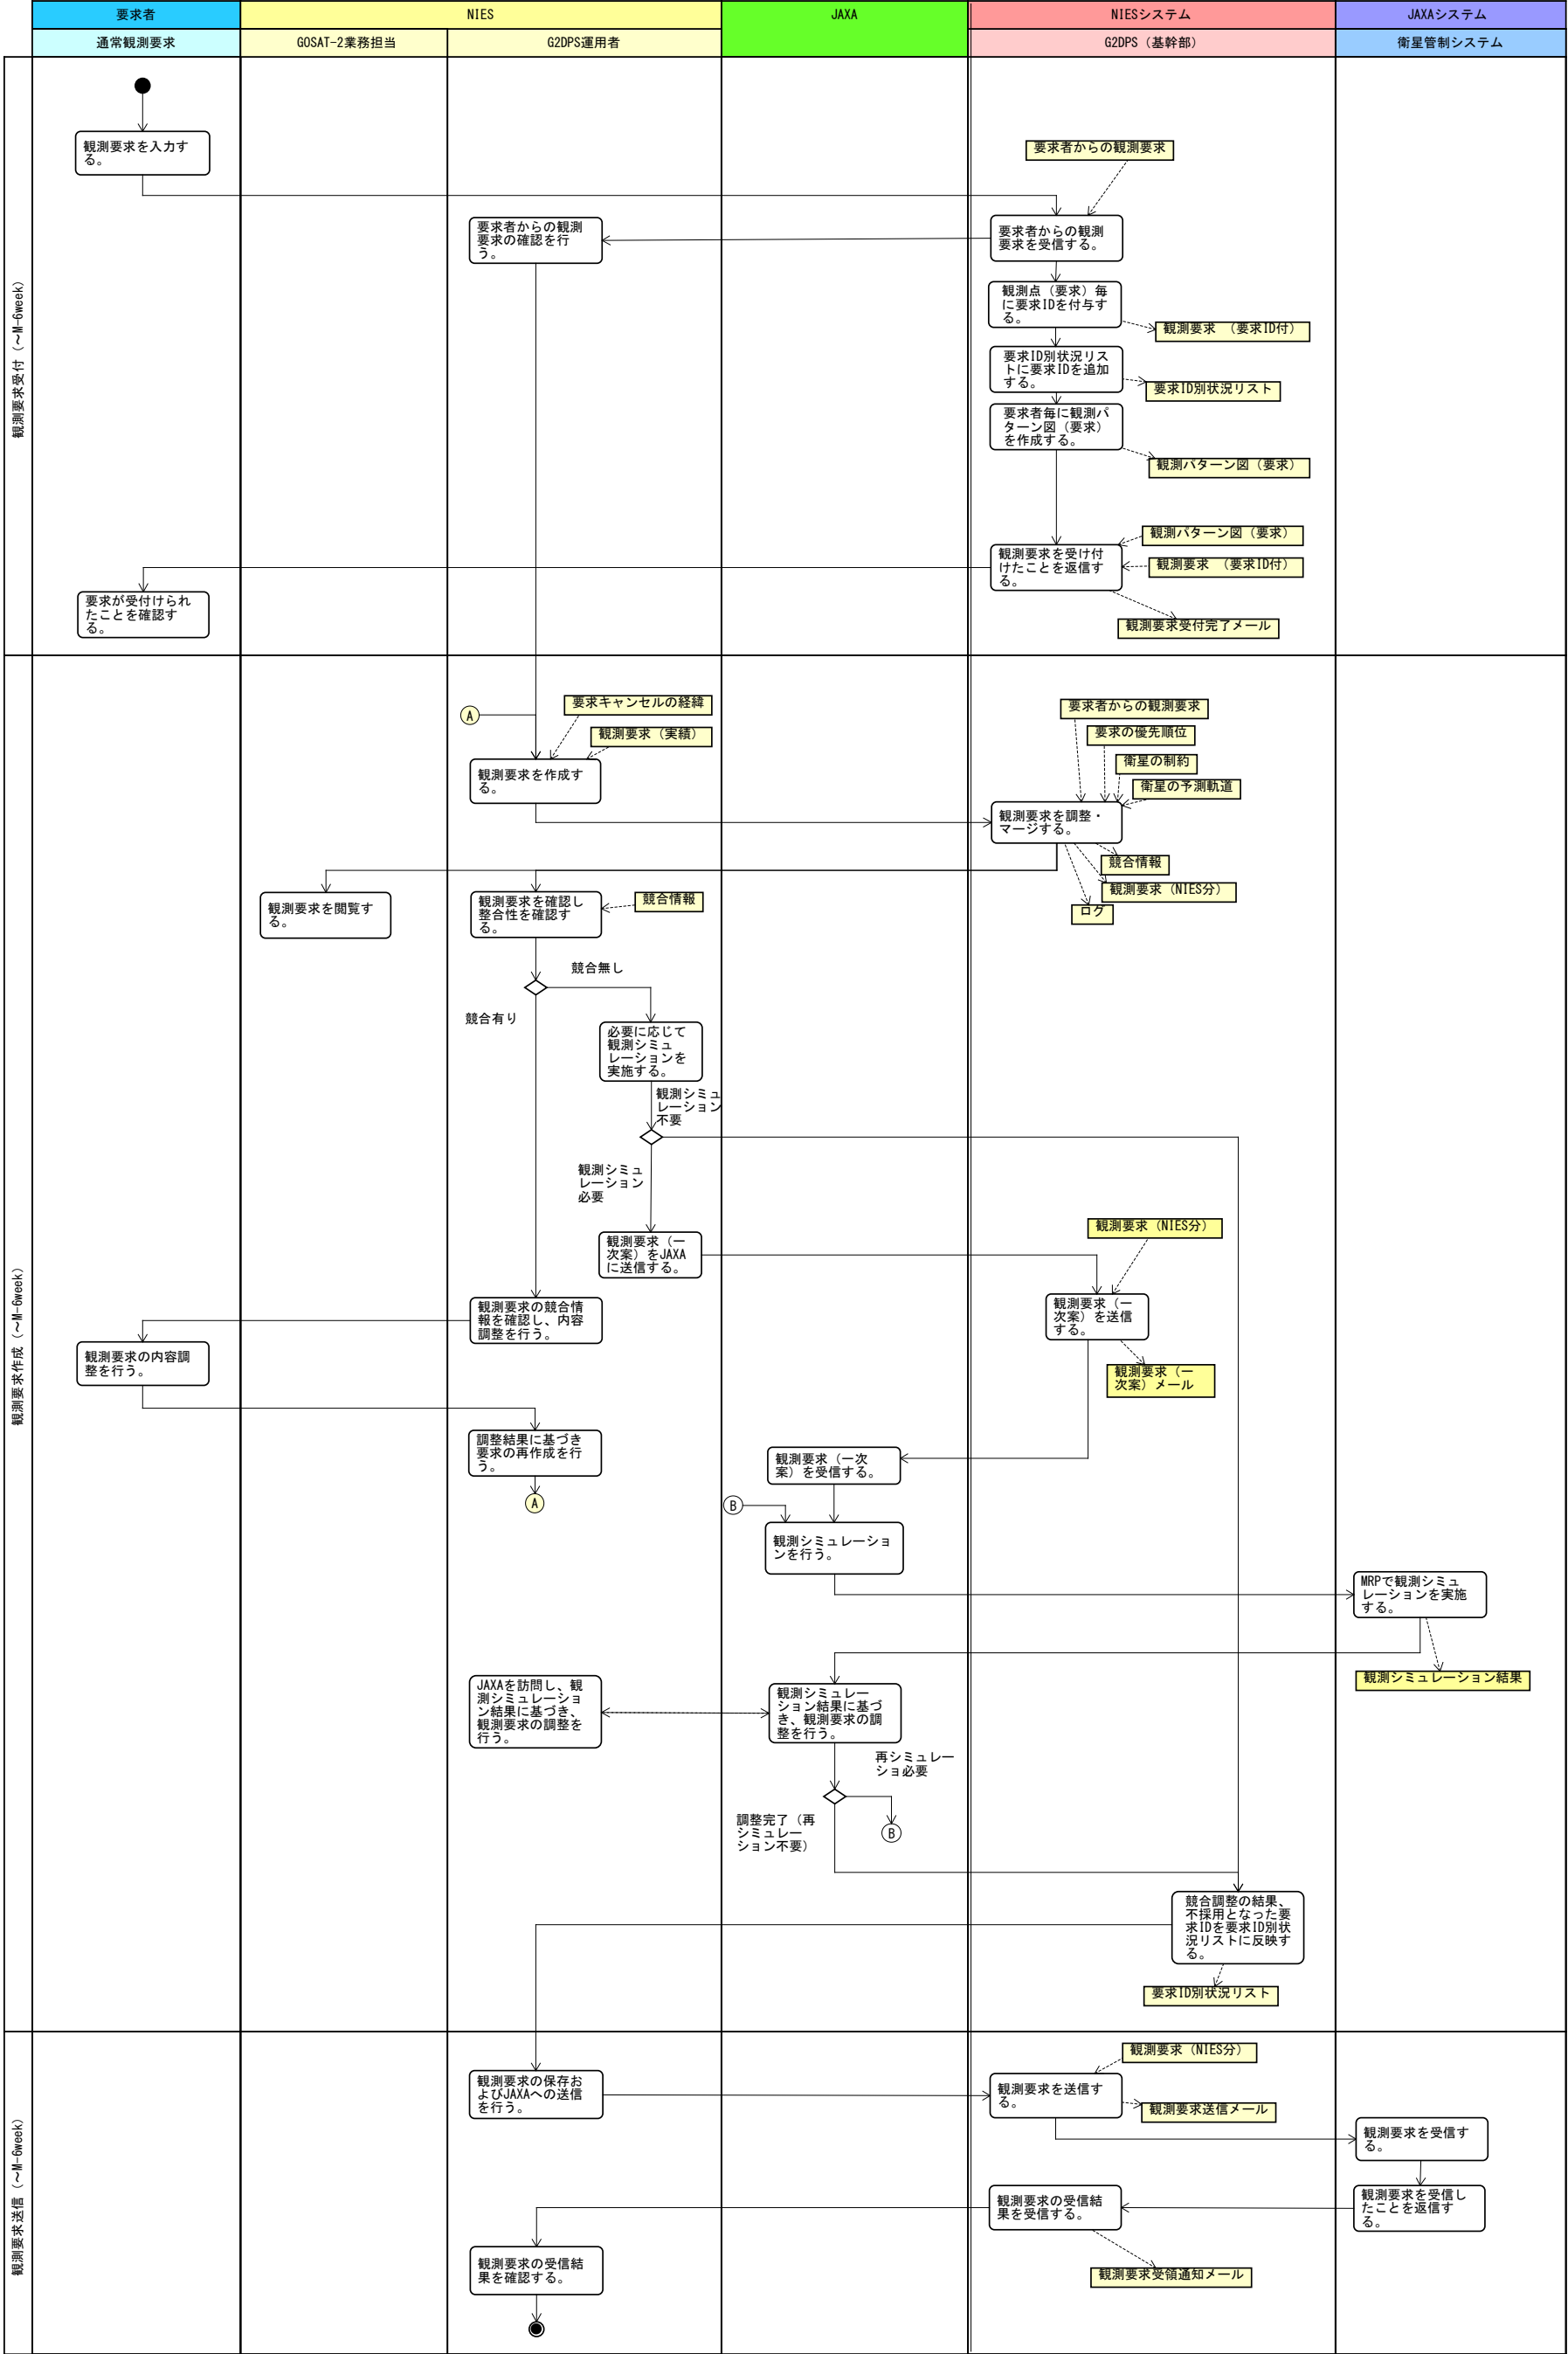 要求者
NIES
JAXA
NIESシステム
JAXAシステム
通常観測要求
GOSAT-2業務担当
G2DPS運用者
G2DPS（基幹部）
衛星管制システム
観測要求受付（～M-6week）
観測要求を入力す
る。
要求者からの観測要求
要求者からの観測
要求の確認を行
う。
要求者からの観測
要求を受信する。
観測点（要求）毎
に要求IDを付与す
る。
観測要求　（要求ID付）
要求ID別状況リス
トに要求IDを追加
する。
要求ID別状況リスト
要求者毎に観測パ
ターン図（要求）
を作成する。
観測パターン図（要求）
観測パターン図（要求）
観測要求を受け付
けたことを返信す
る。
観測要求　（要求ID付）
要求が受付けられ
たことを確認す
る。
観測要求受付完了メール
観測要求作成（～M-6week）
A
要求キャンセルの経緯
観測要求（実績）
観測要求を作成す
る。
要求者からの観測要求
要求の優先順位
衛星の制約
衛星の予測軌道
観測要求を調整・
マージする。
競合情報
観測要求（NIES分）
ログ
観測要求を閲覧す
る。
観測要求を確認し
整合性を確認す
る。
競合情報
競合無し
競合有り
必要に応じて
観測シミュ
レーションを
実施する。
観測シミュ
レーション
不要
観測シミュ
レーション
必要
観測要求（一
次案）をJAXA
に送信する。
観測要求（NIES分）
観測要求（一
次案）を送信
する。
観測要求（一
次案）メール
観測要求の競合情
報を確認し、内容
調整を行う。
観測要求の内容調
整を行う。
調整結果に基づき
要求の再作成を行
う。
A
観測要求（一次
案）を受信する。
B
観測シミュレーショ
ンを行う。
MRPで観測シミュ
レーションを実施
する。
観測シミュレーション結果
JAXAを訪問し、観
測シミュレーショ
ン結果に基づき、
観測要求の調整を
行う。
観測シミュレー
ション結果に基づ
き、観測要求の調
整を行う。
再シミュレー
ショ必要
調整完了（再
シミュレー
ション不要）
B
競合調整の結果、
不採用となった要
求IDを要求ID別状
況リストに反映す
る。
要求ID別状況リスト
観測要求送信（～M-6week）
観測要求（NIES分）
観測要求の保存お
よびJAXAへの送信
を行う。
観測要求を送信す
る。
観測要求送信メール
観測要求を受信す
る。
観測要求を受信し
たことを返信す
る。
観測要求の受信結
果を受信する。
観測要求受領通知メール
観測要求の受信結
果を確認する。